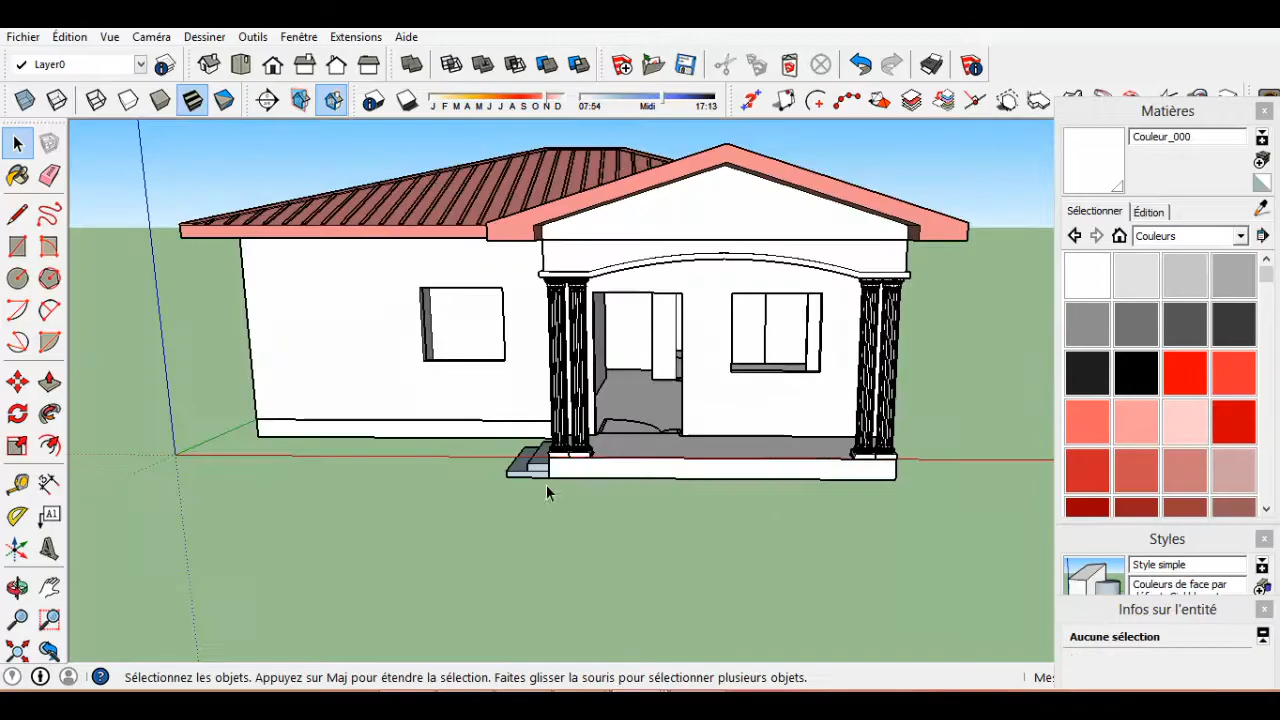 Fichier Édition Vue Caméra Dessiner Outils Fenêtre Extensions Aide
Layer0
J F M A M J J A S O N D 07:54 Midi 17:13
Matières
Couleur_000
Sélectionner Édition
Couleurs
A1
Styles
Style simple
Couleurs de face par
Infos sur l'entité
Aucune sélection
Sélectionnez les objets. Appuyez sur Maj pour étendre la sélection. Faites glisser la souris pour sélectionner plusieurs objets. Mes